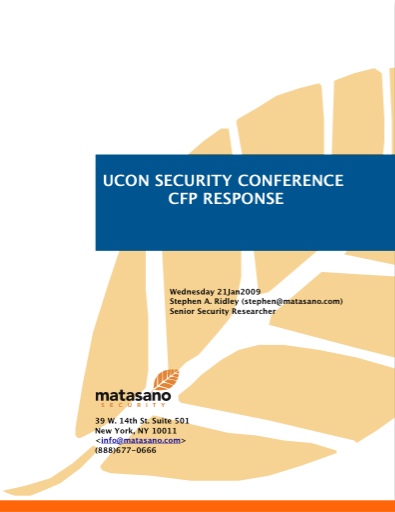 UCON SECURITY CONFERENCE
CFP RESPONSE
Wednesday 21Jan2009
Stephen A. Ridley (stephen@matasano.com)
Senior Security Researcher
matasano
SECURITY
39 W. 14th St. Suite 501
New York, NY 10011
<info@matasano.com>
(888)677-0666